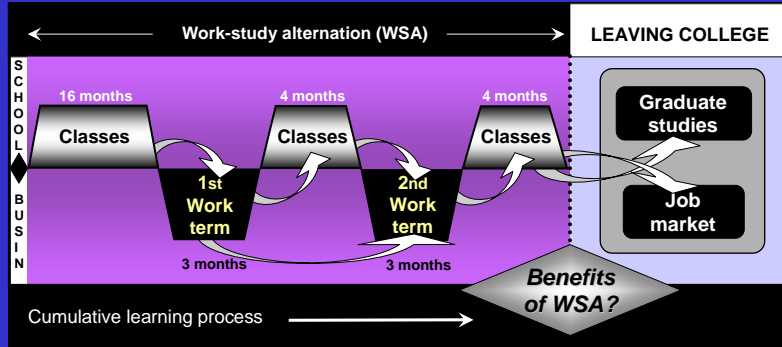 Work-study alternation (WSA)
LEAVING COLLEGE
SCHOOL
BUSIN
16 months
4 months
4 months
Classes
Classes
Classes
1st
Work
term
2nd
Work
term
3 months
3 months
Graduate
studies
Job
market
Benefits
of WSA?
Cumulative learning process